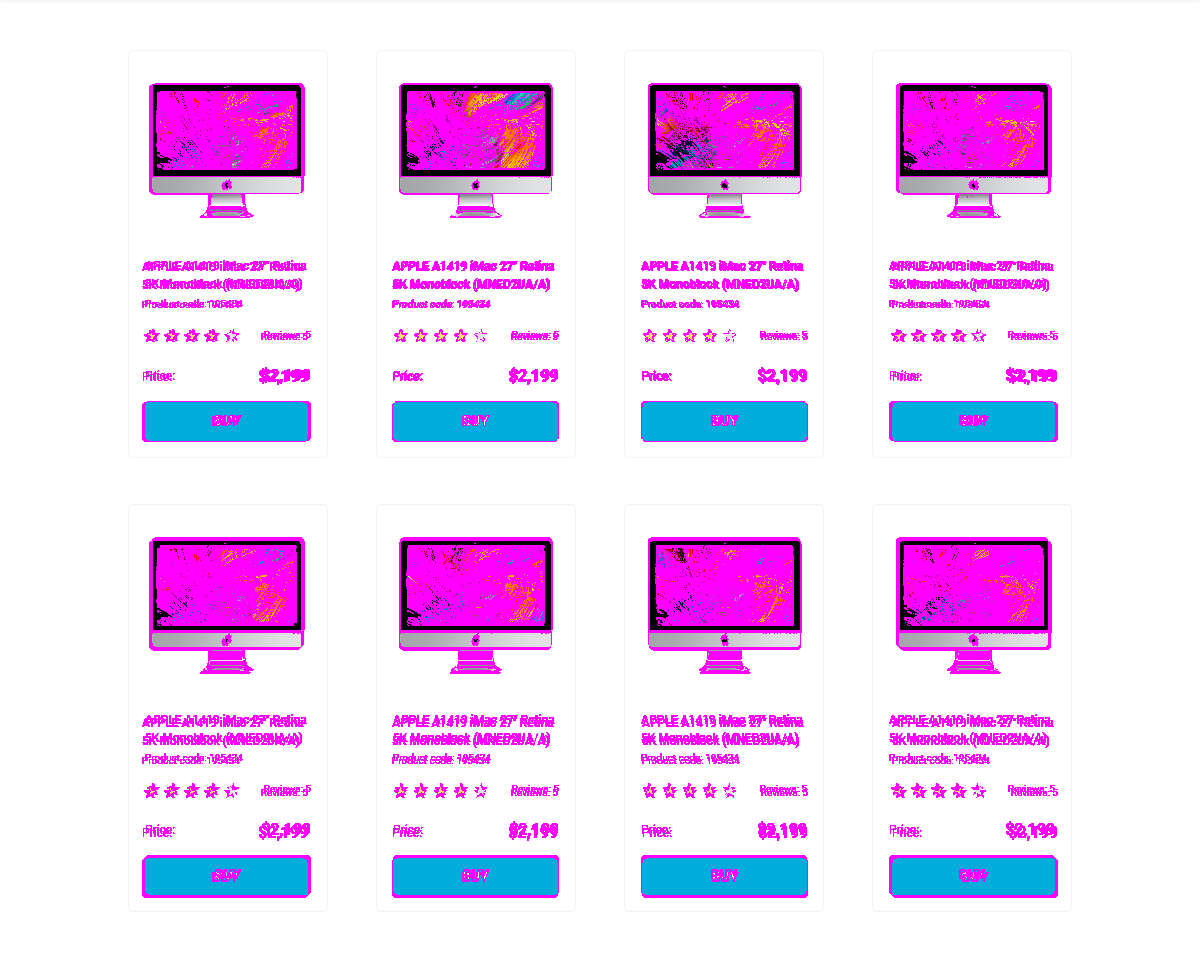 APPLE A1419 iMac 27" Retina
5K Monoblock (MNED2UA/A)
Product code: 195434
Reviews: 5
Price: $2,199
BUY
APPLE A1419 iMac 27" Retina
5K Monoblock (MNED2UA/A)
Product code: 195434
Reviews: 5
Price: $2,199
BUY
APPLE A1419 iMac 27" Retina
5K Monoblock (MNED2UA/A)
Product code: 195434
Reviews: 5
Price: $2,199
BUY
APPLE A1419 iMac 27" Retina
5K Monoblock (MNED2UA/A)
Product code: 195434
Reviews: 5
Price: $2,199
BUY
APPLE A1419 iMac 27" Retina
5K Monoblock (MNED2UA/A)
Product code: 195434
Reviews: 5
Price: $2,199
BUY
APPLE A1419 iMac 27" Retina
5K Monoblock (MNED2UA/A)
Product code: 195434
Reviews: 5
Price: $2,199
BUY
APPLE A1419 iMac 27" Retina
5K Monoblock (MNED2UA/A)
Product code: 195434
Reviews: 5
Price: $2,199
BUY
APPLE A1419 iMac 27" Retina
5K Monoblock (MNED2UA/A)
Product code: 195434
Reviews: 5
Price: $2,199
BUY